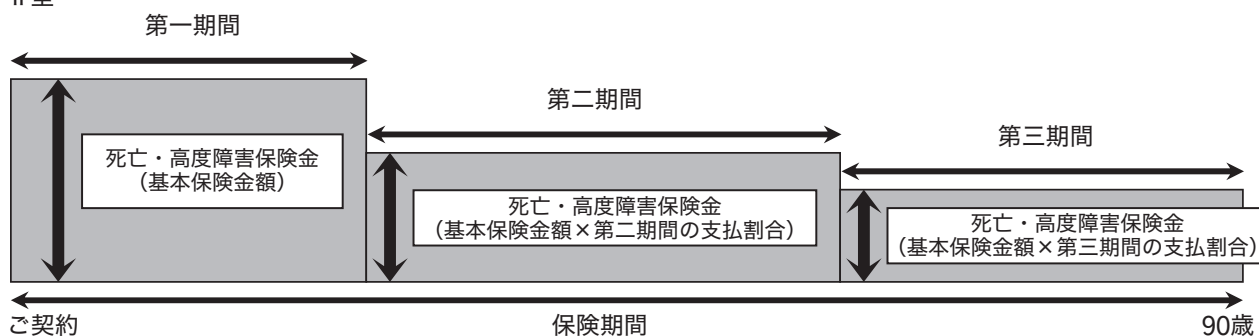 第一期間
第二期間
第三期間
死亡・高度障害保険金
（基本保険金額）
死亡・高度障害保険金
（基本保険金額×第二期間の支払割合）
死亡・高度障害保険金
（基本保険金額×第三期間の支払割合）
ご契約
保険期間
90歳